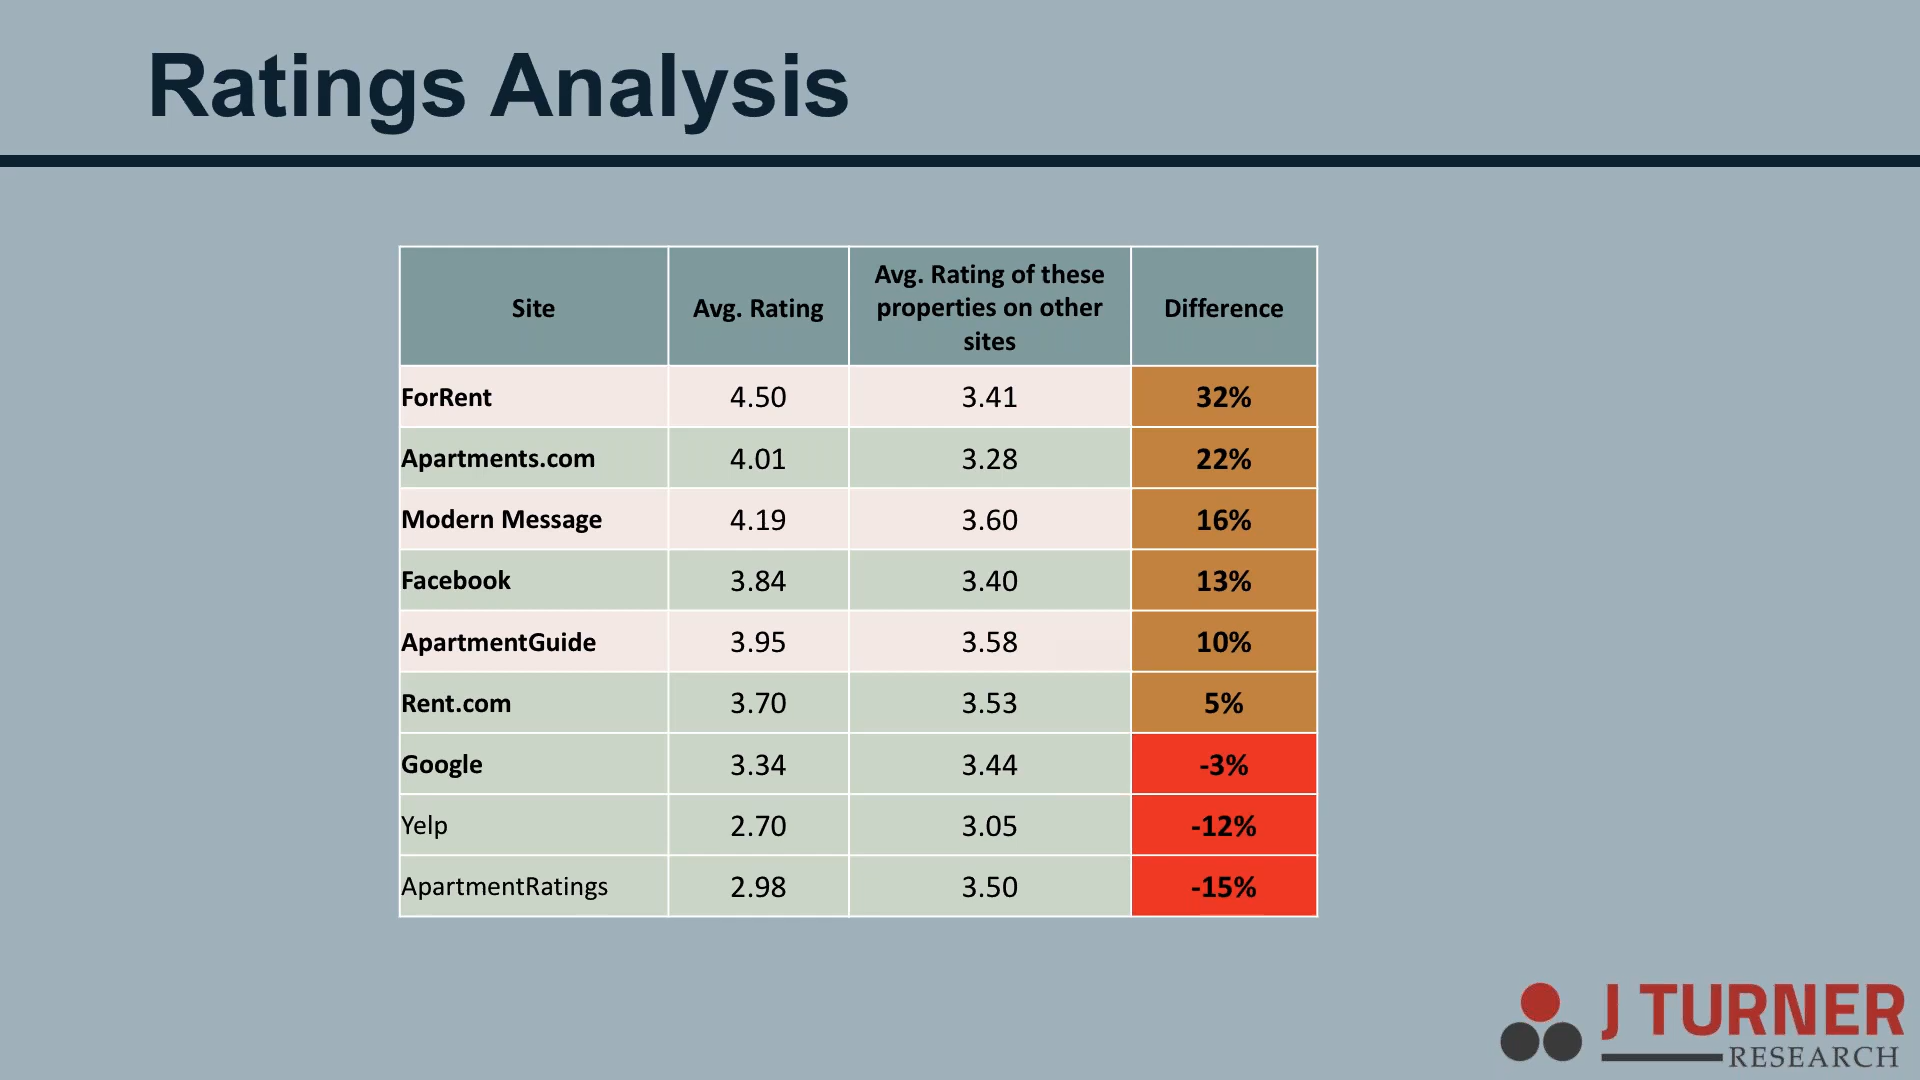 Ratings Analysis
Site Avg. Rating Avg. Rating of these properties on other sites Difference
ForRent 4.50 3.41 32%
Apartments.com 4.01 3.28 22%
Modern Message 4.19 3.60 16%
Facebook 3.84 3.40 13%
ApartmentGuide 3.95 3.58 10%
Rent.com 3.70 3.53 5%
Google 3.34 3.44 -3%
Yelp 2.70 3.05 -12%
ApartmentRatings 2.98 3.50 -15%
J TURNER
RESEARCH